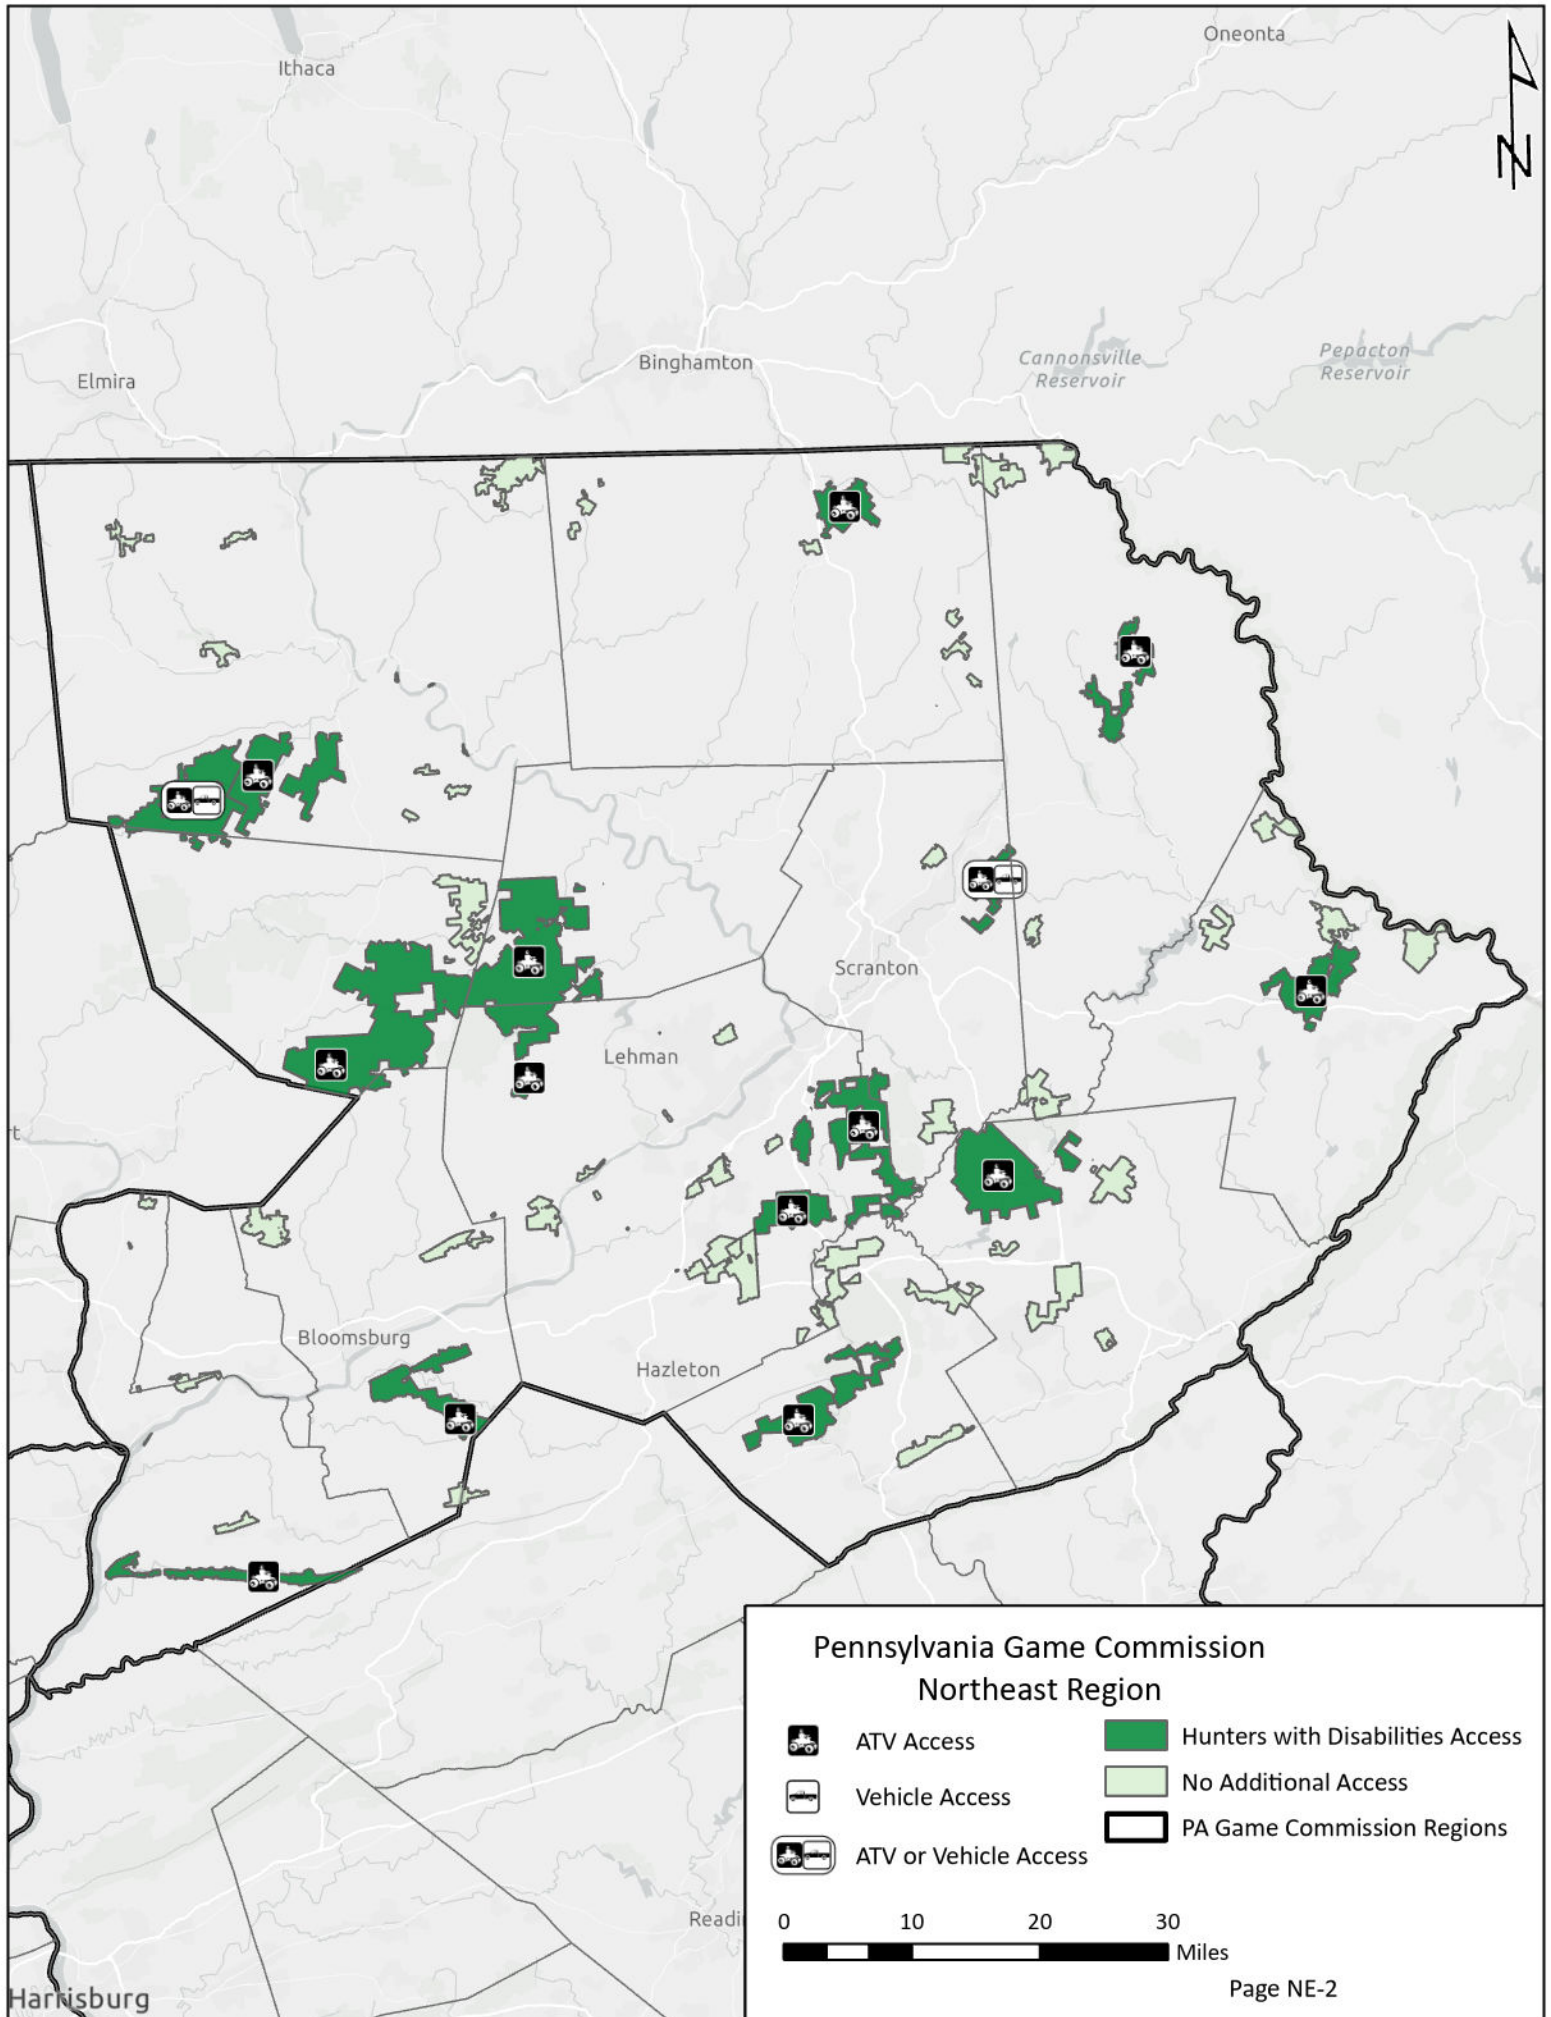 Oneonta
Ithaca
N
Binghamton
Cannonsville
Reservoir
Pepacton
Reservoir
Elmira
Scranton
Lehman
t
Bloomsburg
Hazleton
Pennsylvania Game Commission
Northeast Region
ATV Access
Hunters with Disabilities Access
Vehicle Access
No Additional Access
ATV or Vehicle Access
PA Game Commission Regions
Readi
0 10 20 30
Miles
Page NE-2
Harrisburg